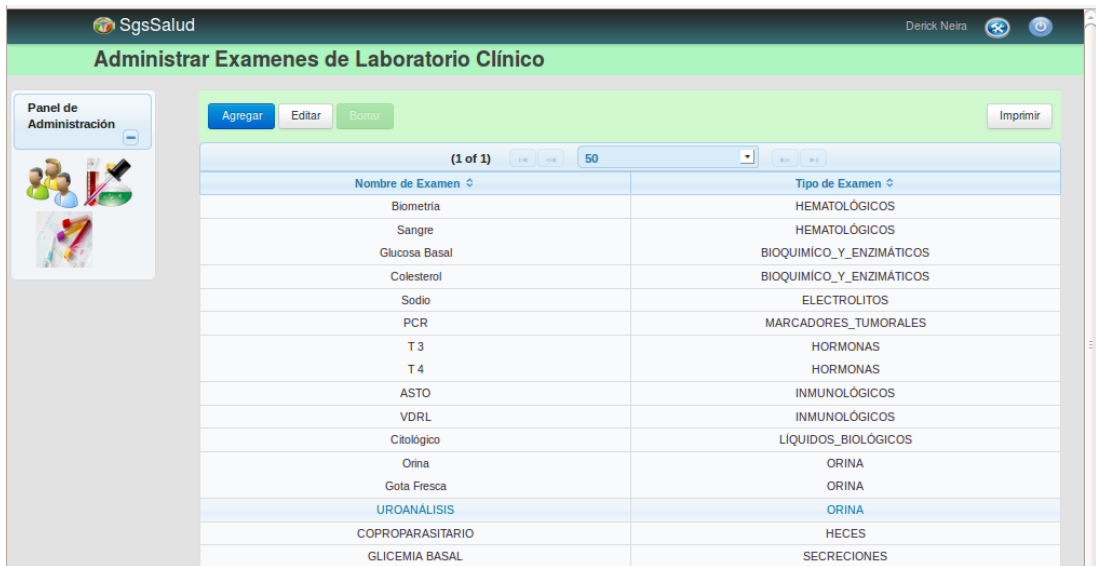 SgsSalud
Derick Neira
Administrar Examenes de Laboratorio Clínico
Panel de
Administración
Agregar Editar Borrar Imprimir
(1 of 1) 50
Nombre de Examen Tipo de Examen
Biometria HEMATOLÓGICOS
Sangre HEMATOLÓGICOS
Glucosa Basal BIOQUIMÍCO_Y_ENZIMÁTICOS
Colesterol BIOQUIMÍCO_Y_ENZIMÁTICOS
Sodio ELECTROLITOS
PCR MARCADORES_TUMORALES
T 3 HORMONAS
T 4 HORMONAS
ASTO INMUNOLÓGICOS
VDRL INMUNOLÓGICOS
Citológico LÍQUIDOS_BIOLÓGICOS
Orina ORINA
Gota Fresca ORINA
UROANÁLISIS ORINA
COPROPARASITARIO HECES
GLICEMIA BASAL SECRECIONES